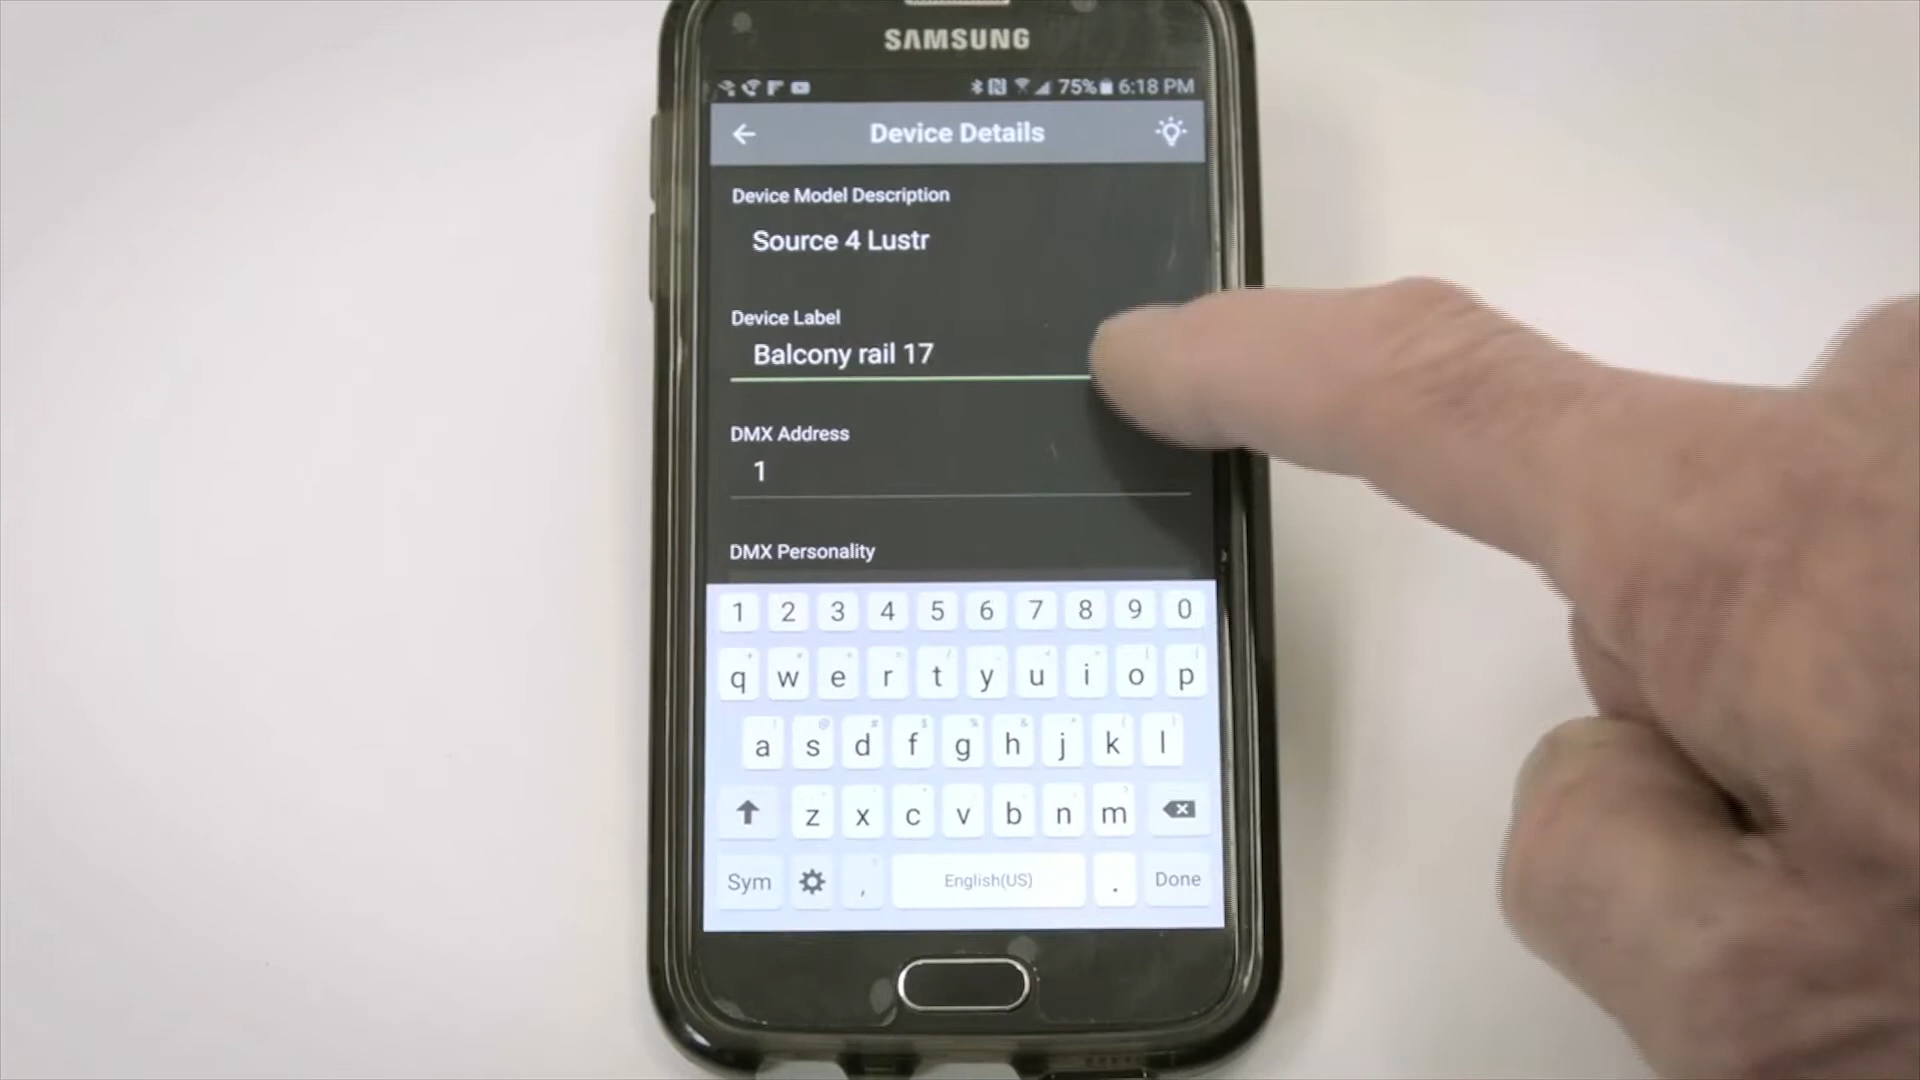 SAMSUNG
75% 6:18 PM
Device Details
Device Model Description
Source 4 Lustr
Device Label
Balcony rail 17
DMX Address
1
DMX Personality
1 2 3 4 5 6 7 8 9 0
q w e r t y u i o p
a s d f g h j k l
z x c v b n m
Sym , English(US) . Done